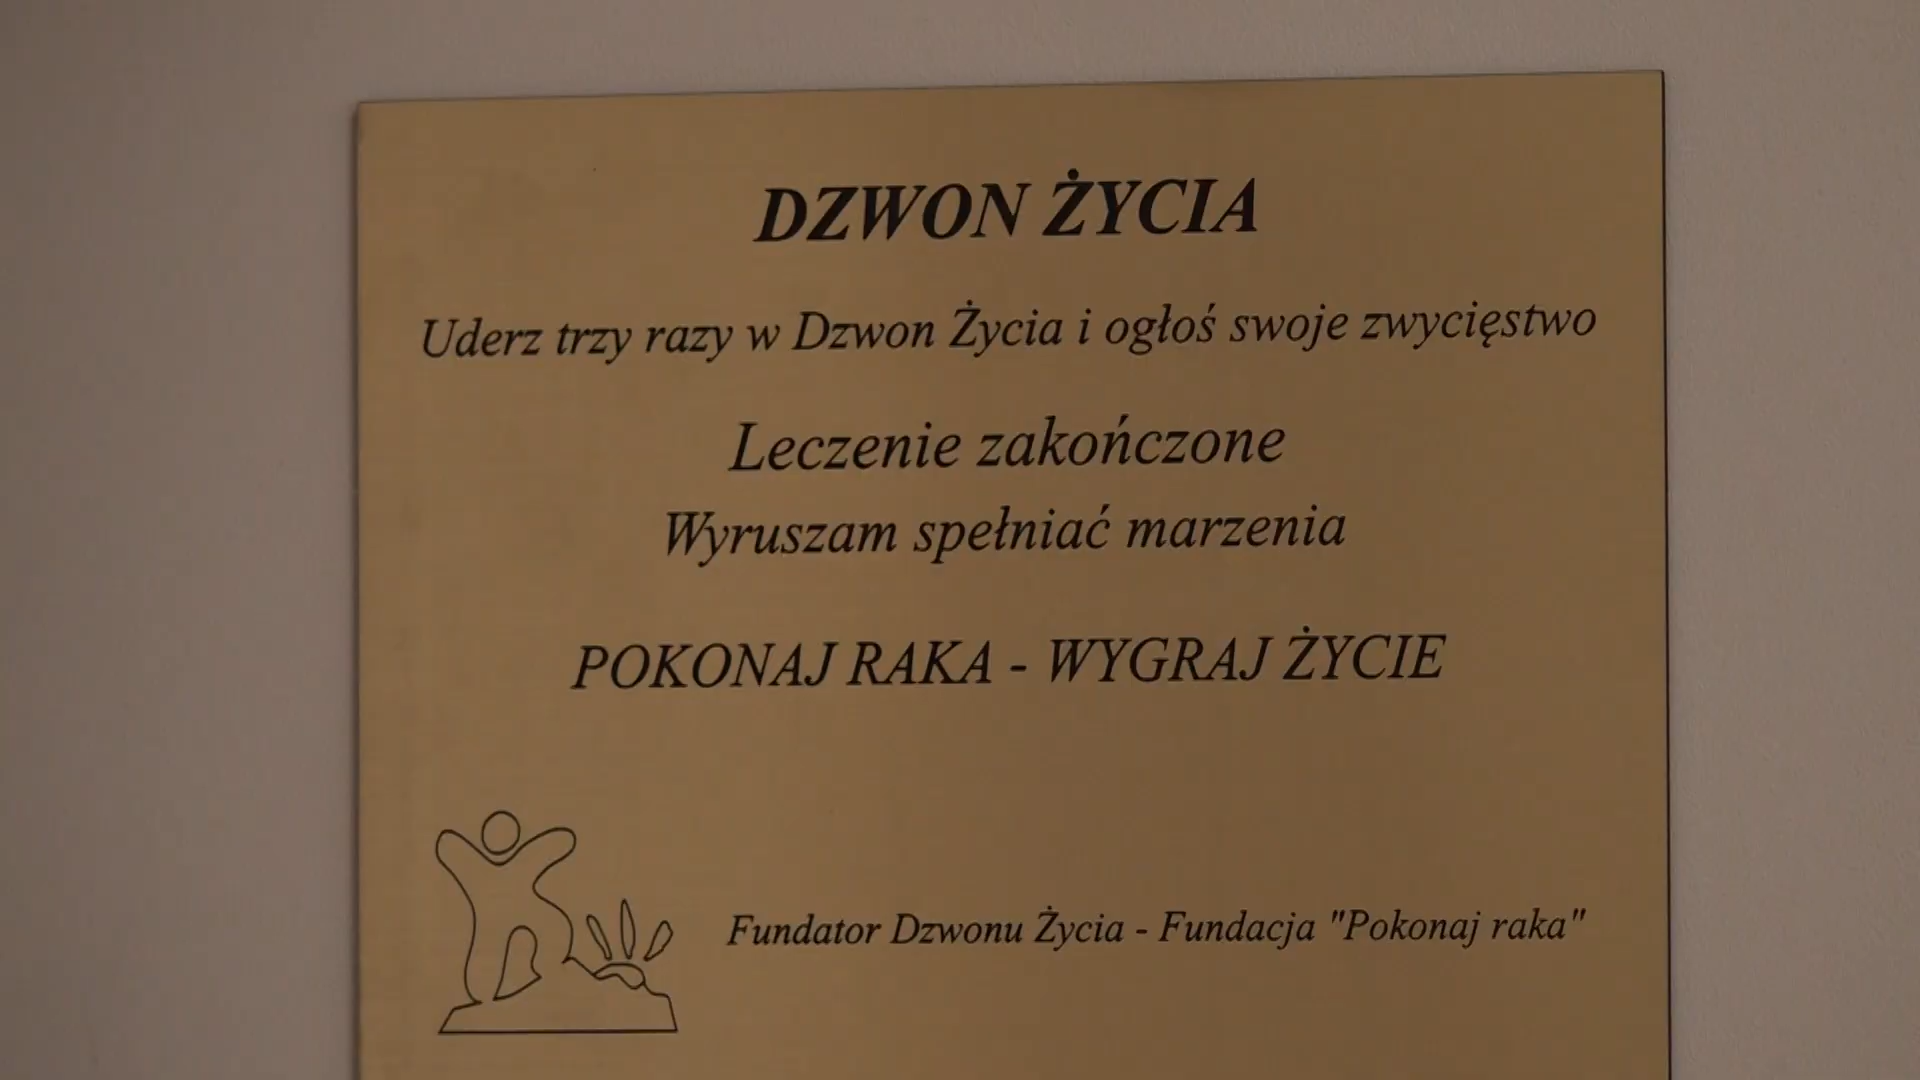 DZWON ŻYCIA
Uderz trzy razy w Dzwon Życia i ogłoś swoje zwycięstwo
Leczenie zakończone
Wyruszam spełniać marzenia
POKONAJ RAKA - WYGRAJ ŻYCIE
Fundator Dzwonu Życia - Fundacja "Pokonaj raka"